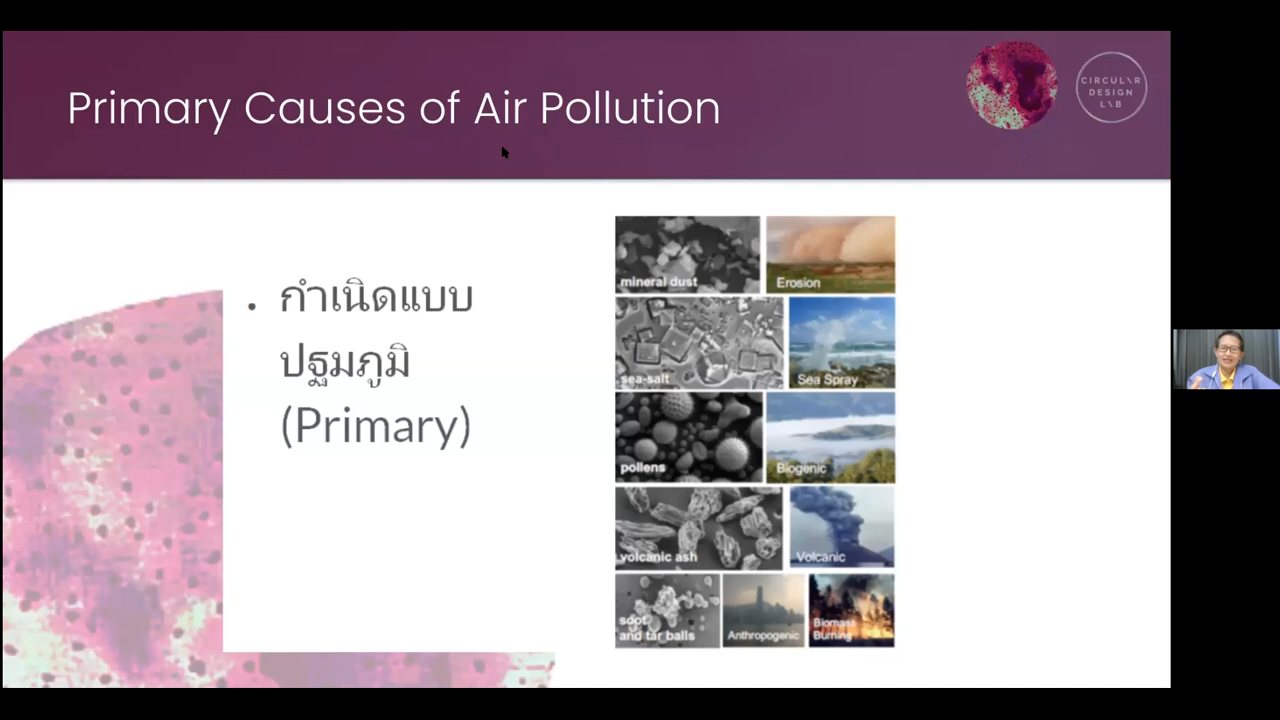 Primary Causes of Air Pollution
CIRCUL\R
DESIGN
L\B
• กำเนิดแบบ
ปฐมภูมิ
(Primary)
mineral dust
Erosion
sea-salt
Sea Spray
pollens
Biogenic
volcanic ash
Volcanic
soot
and tar balls
Anthropogenic
Biomass
Burning